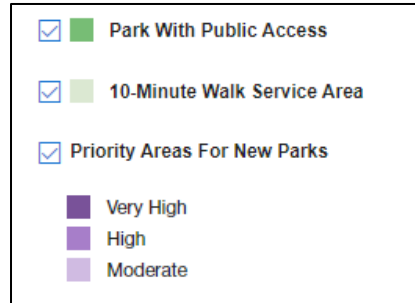 Park With Public Access
10-Minute Walk Service Area
Priority Areas For New Parks
Very High
High
Moderate